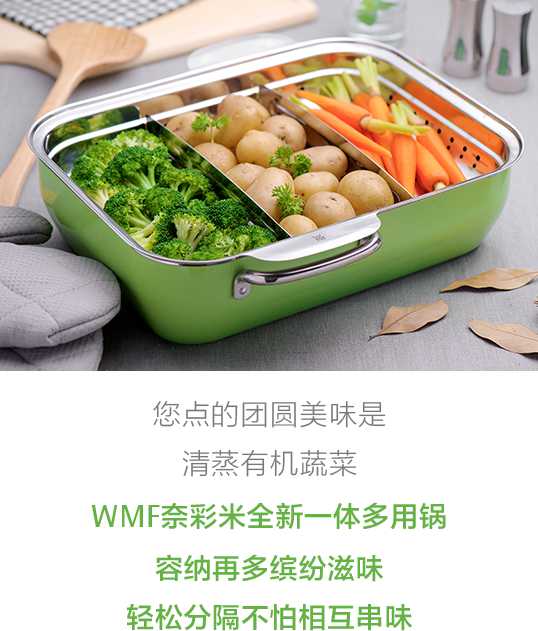 您点的团圆美味是
清蒸有机蔬菜
WMF奈彩米全新一体多用锅
容纳再多缤纷滋味
轻松分隔不怕相互串味